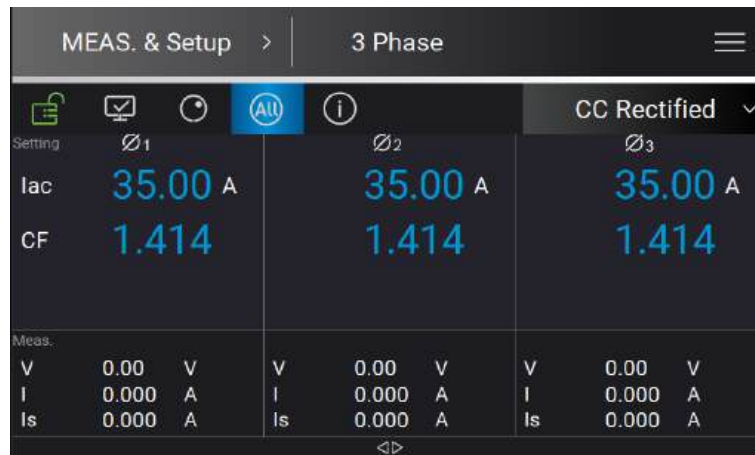 MEAS. & Setup > 3 Phase
All i CC Rectified
Setting Ø1 Ø2 Ø3
Iac 35.00 A 35.00 A 35.00 A
CF 1.414 1.414 1.414
Meas.
V 0.00 V V 0.00 V V 0.00 V
I 0.000 A I 0.000 A I 0.000 A
Is 0.000 A Is 0.000 A Is 0.000 A